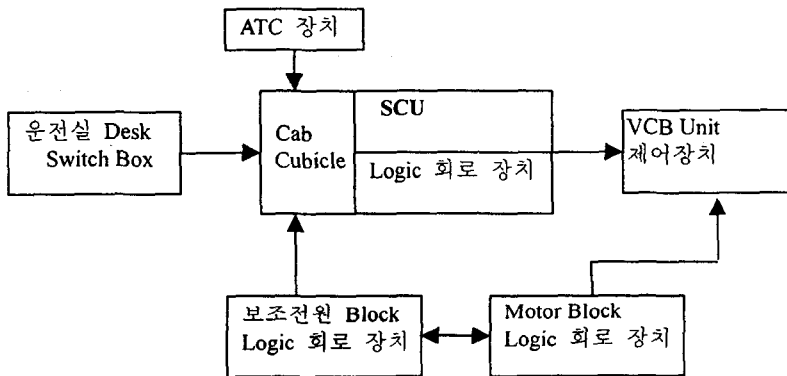 ATC 장치
운전실 Desk
Switch Box
Cab
Cubicle
SCU
Logic 회로 장치
VCB Unit
제어장치
보조전원 Block
Logic 회로 장치
Motor Block
Logic 회로 장치